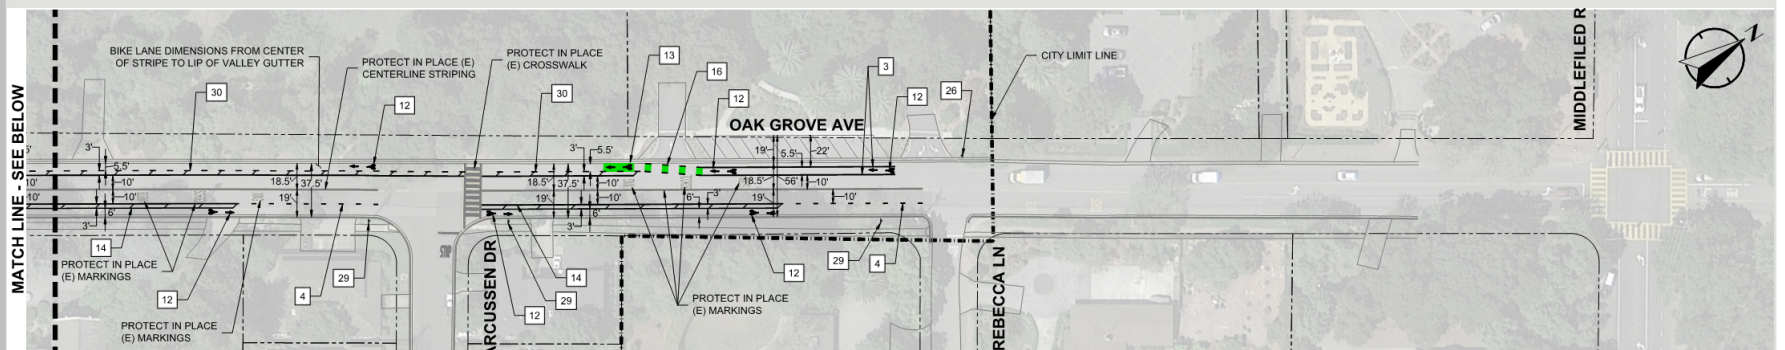 MATCH LINE - SEE BELOW
BIKE LANE DIMENSIONS FROM CENTER
OF STRIPE TO LIP OF VALLEY GUTTER
PROTECT IN PLACE (E)
CENTERLINE STRIPING
PROTECT IN PLACE
(E) CROSSWALK
CITY LIMIT LINE
Z
MIDDLEFILED R
30
12
30
13
16
12
3
12
26
OAK GROVE AVE
3'
5.5'
3'
5.5'
19'
5.5'
22'
10'
10'
18.5'
37.5'
10'
18.5'
37.5'
10'
18.5'
56'
10'
10'
10'
19'
10'
19'
10'
6'
3'
19'
10'
6'
3'
6'
3'
14
PROTECT IN PLACE
(E) MARKINGS
12
PROTECT IN PLACE
(E) MARKINGS
4
29
STOP
ARCUSSEN DR
12
14
29
PROTECT IN PLACE
(E) MARKINGS
12
29
4
REBECCA LN